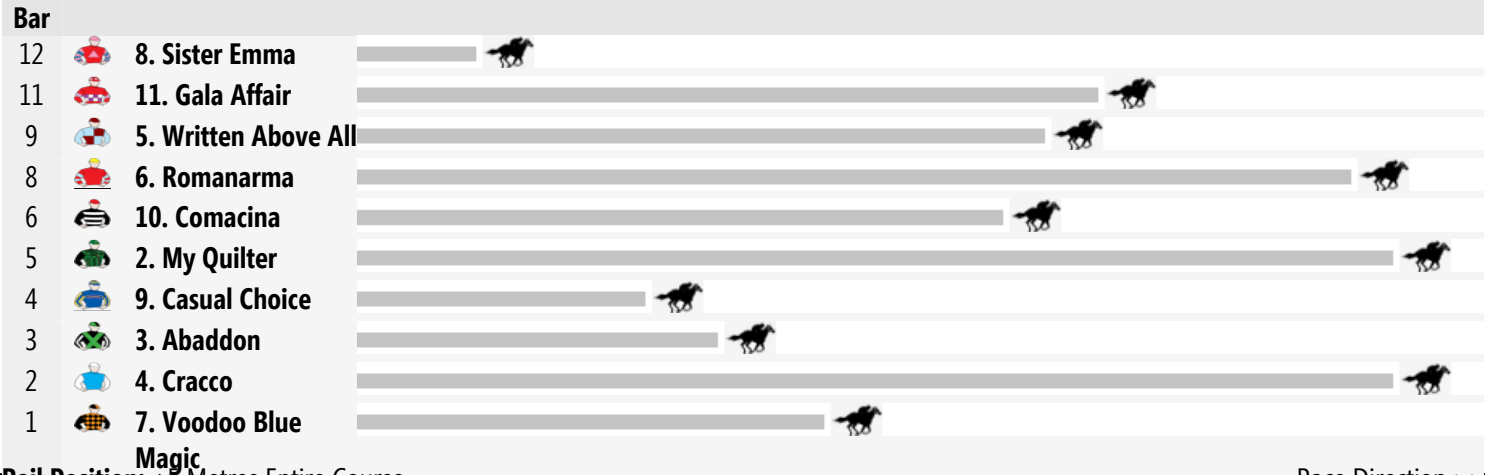 Bar
12 8. Sister Emma
11 11. Gala Affair
9 5. Written Above All
8 6. Romanarma
6 10. Comacina
5 2. My Quilter
4 9. Casual Choice
3 3. Abaddon
2 4. Cracco
1 7. Voodoo Blue
Magic
Rail Position: Metres Entire Course
Race Direction